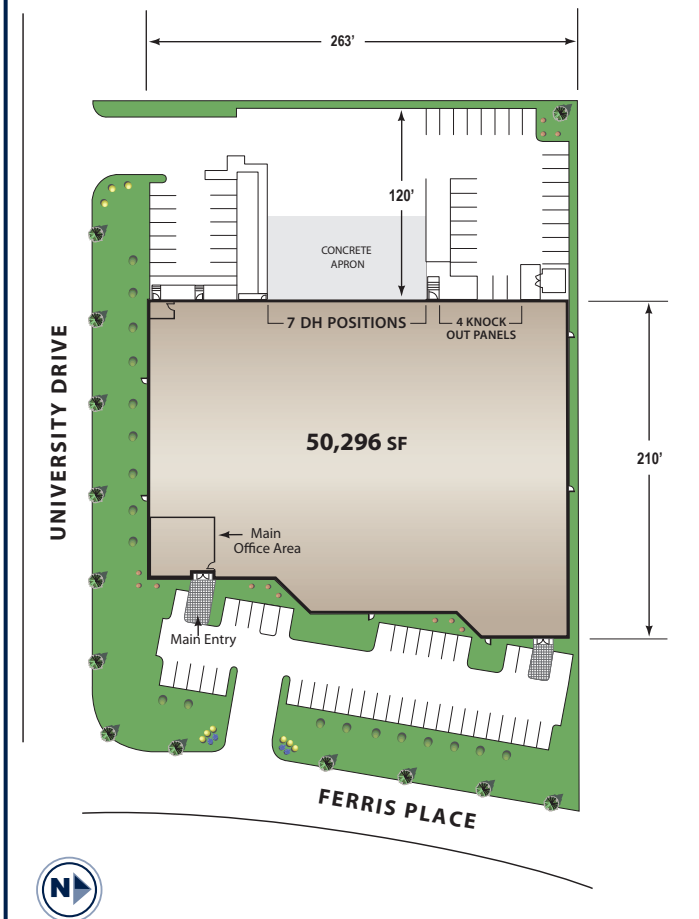 263'
120'
CONCRETE
APRON
7 DH POSITIONS
4 KNOCK
OUT PANELS
UNIVERSITY DRIVE
50,296 SF
210'
Main
Office Area
Main Entry
FERRIS PLACE
N